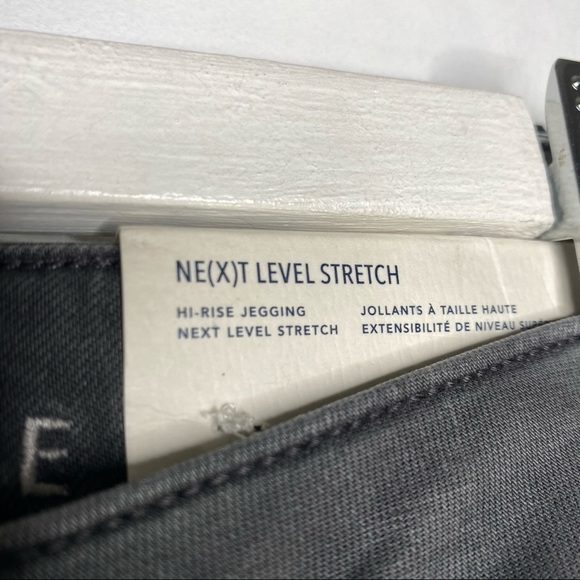 NE(X)T LEVEL STRETCH
HI-RISE JEGGING
NEXT LEVEL STRETCH
JOLLANTS À TAILLE HAUTE
EXTENSIBILITÉ DE NIVEAU
E